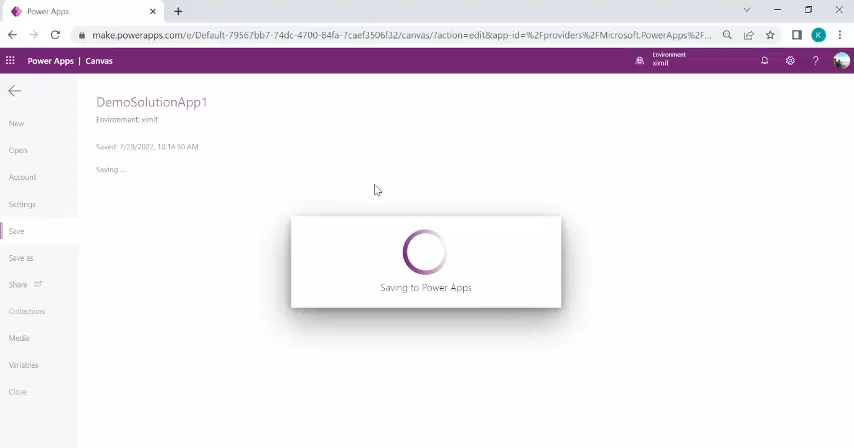 Power Apps
make.powerapps.com/e/Default-79567bb7-74dc-4700-84fa-7caef3506f32/canvas/?action=edit&app-id=%2Fproviders%2FMicrosoft.PowerApps%2F...
K
Power Apps | Canvas
Environment
ximit
?
DemoSolutionApp1
Environment: ximit
Saved: 7/29/2022, 10:14:30 AM
Saving ...
New
Open
Account
Settings
Save
Save as
Share
Collections
Media
Variables
Close
Saving to Power Apps